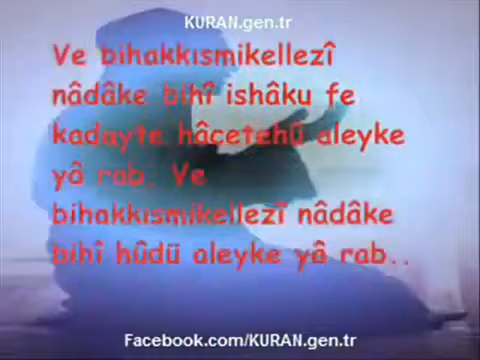 KURAN.gen.tr
Ve bihakkısmikellezî
nâdâke bihî ishâku fe
kadayte hâçetehû aleyke
yâ rab. Ve
bihakkısmikellezî nâdâke
bihî hûdü aleyke yâ rab..
Facebook.com/KURAN.gen.tr